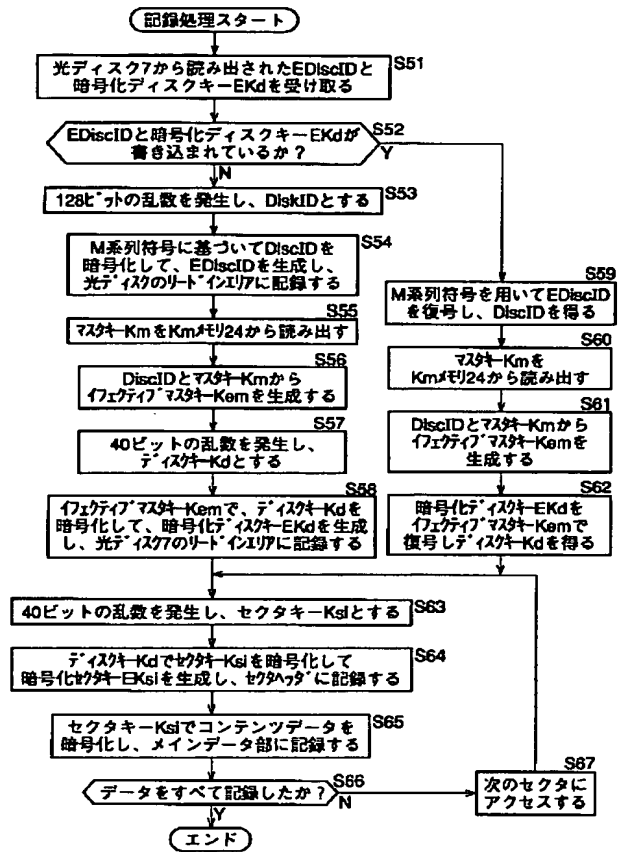 記録処理スタート
S51
光ディスク7から読み出されたEDiscIDと
暗号化ディスクキーEKdを受け取る
S52
EDiscIDと暗号化ディスクキーEKdが
書き込まれているか？
Y
N
S53
128ビットの乱数を発生し、DiskIDとする
S54
M系列符号に基づいてDiscIDを
暗号化して、EDiscIDを生成し、
光ディスクのリードインエリアに記録する
S55
マスタキーKmをKmメモリ24から読み出す
S56
DiscIDとマスタキーKmから
イフェクティブマスタキーKemを生成する
S57
40ビットの乱数を発生し、
ディスクキーKdとする
S58
イフェクティブマスタキーKemで、ディスクキーKdを
暗号化して、暗号化ディスクキーEKdを生成
し、光ディスク7のリードインエリアに記録する
S59
M系列符号を用いてEDiscID
を復号し、DiscIDを得る
S60
マスタキーKmを
Kmメモリ24から読み出す
S61
DiscIDとマスタキーKmから
イフェクティブマスタキーKemを
生成する
S62
暗号化ディスクキーEKdを
イフェクティブマスタキーKemで
復号しディスクキーKdを得る
S63
40ビットの乱数を発生し、セクタキーKsiとする
S64
ディスクキーKdでセクタキーKsiを暗号化して
暗号化セクタキーEKsiを生成し、セクタヘッダに記録する
S65
セクタキーKsiでコンテンツデータを
暗号化し、メインデータ部に記録する
S66
データをすべて記録したか？
N
Y
S67
次のセクタに
アクセスする
エンド